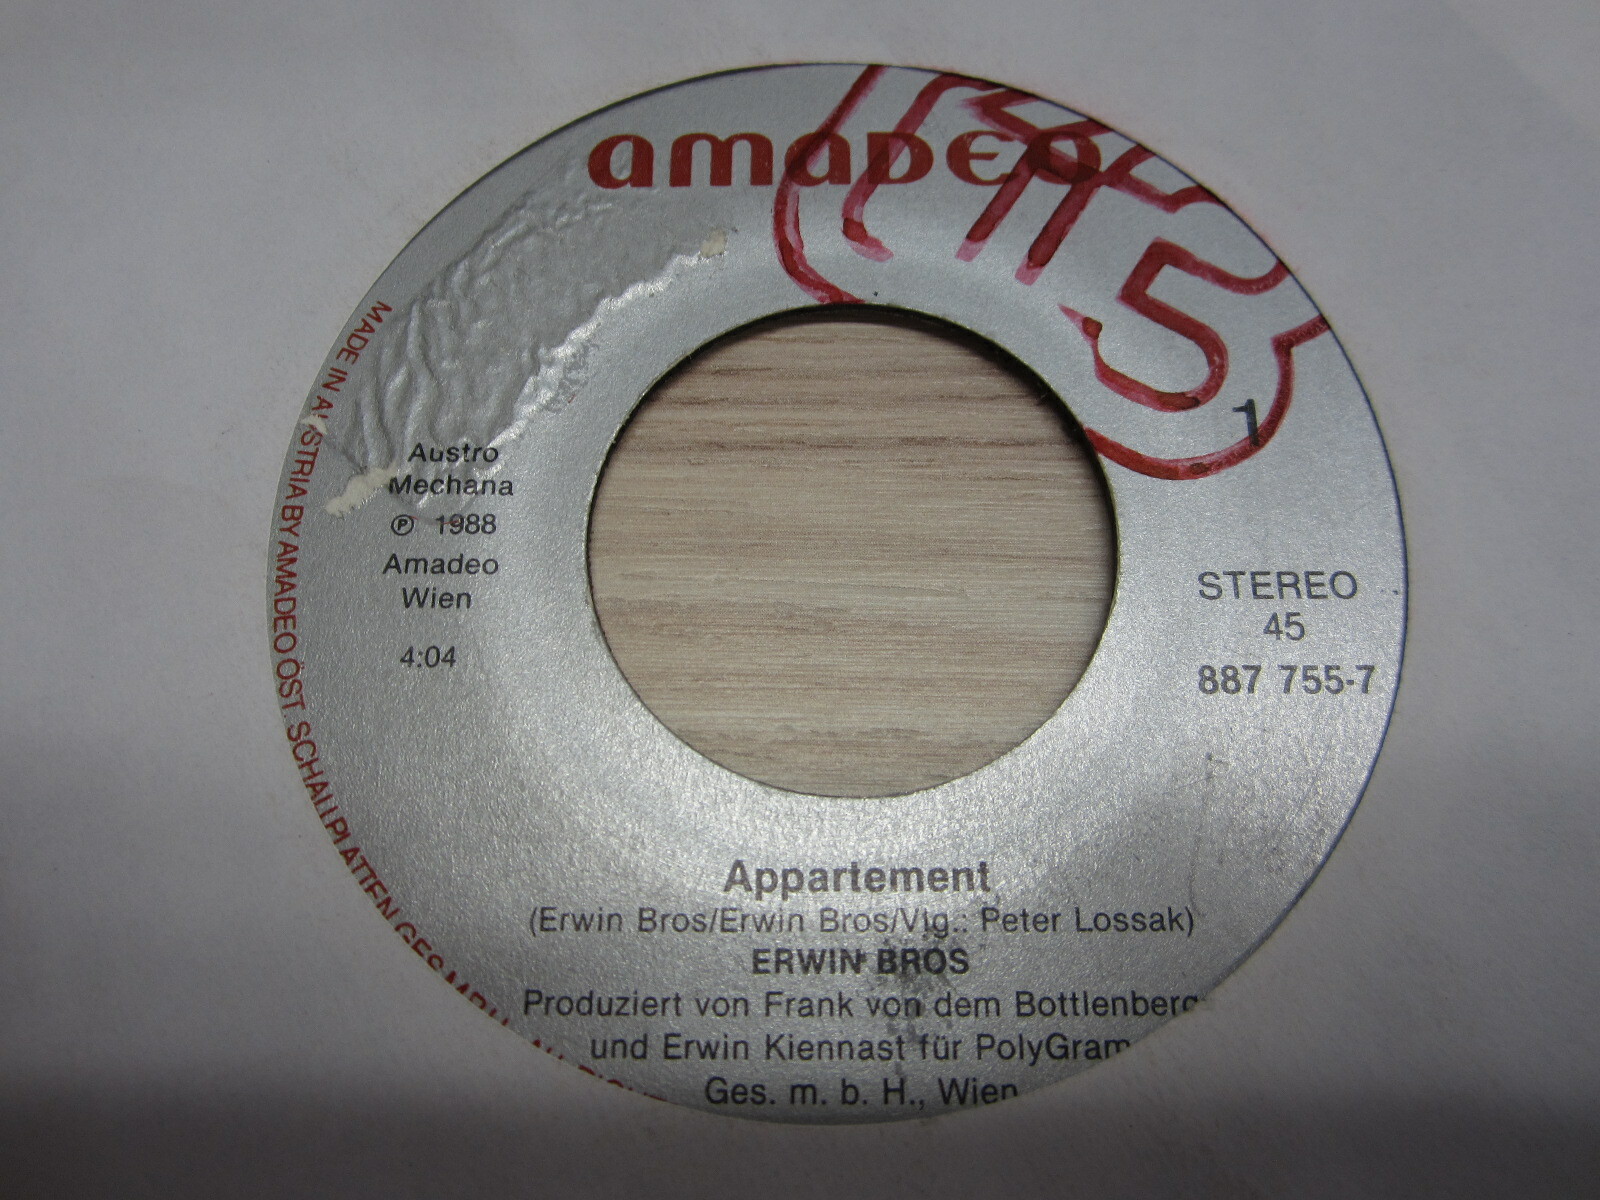 amadeo
H5
1
MADE IN AUSTRIA BY AMADEO ÖST. SCHALLPLATTEN GES.M.B.H.
Austro
Mechana
℗ 1988
Amadeo
Wien
4:04
STEREO
45
887 755-7
Appartement
(Erwin Bros/Erwin Bros/Vlg.: Peter Lossak)
ERWIN BROS
Produziert von Frank von dem Bottlenberg
und Erwin Kiennast für PolyGram
Ges. m. b. H., Wien